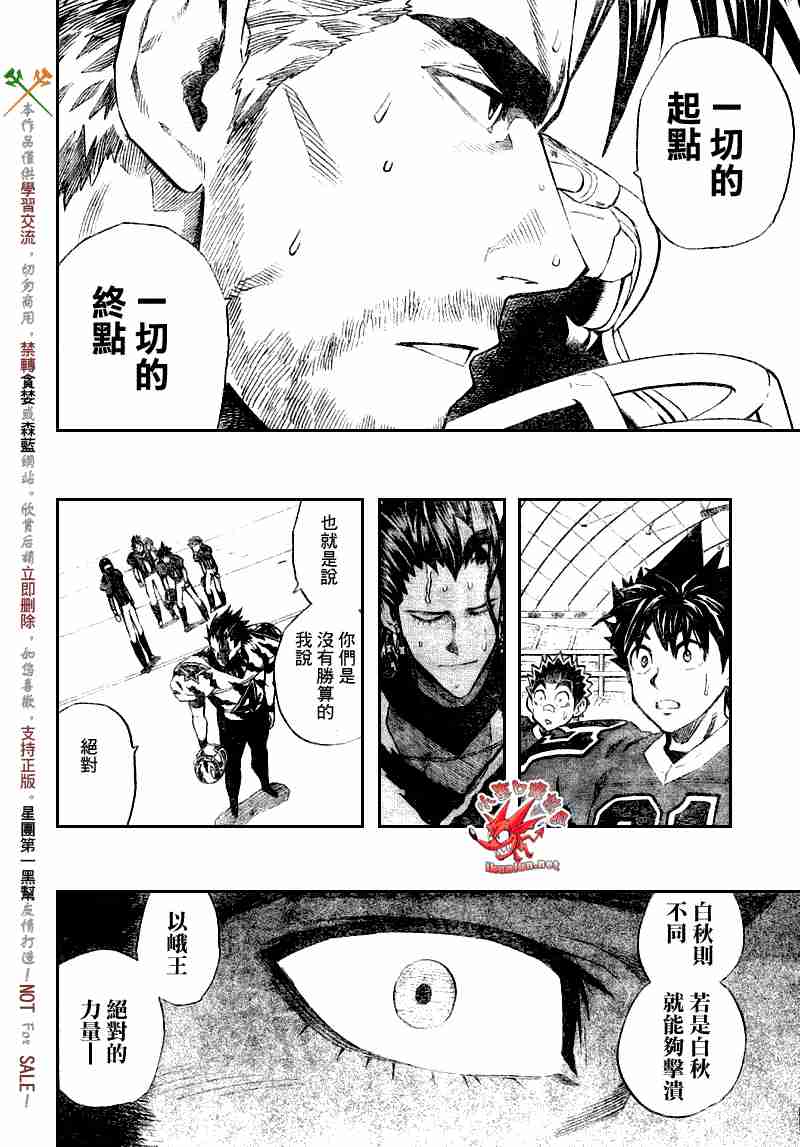 一切的
起點
一切的
終點
也就是說
你們是
沒有勝算的
我說
絕對
白秋則
不同
若是白秋
就能夠擊潰
以峨王
絕對的
力量—
本作品僅供學習交流，切勿商用，禁轉貪婪或森藍網站。欣賞后請立即刪除，如您喜歡，支持正版。星團第一黑幫友情打造—NOT For SALE—